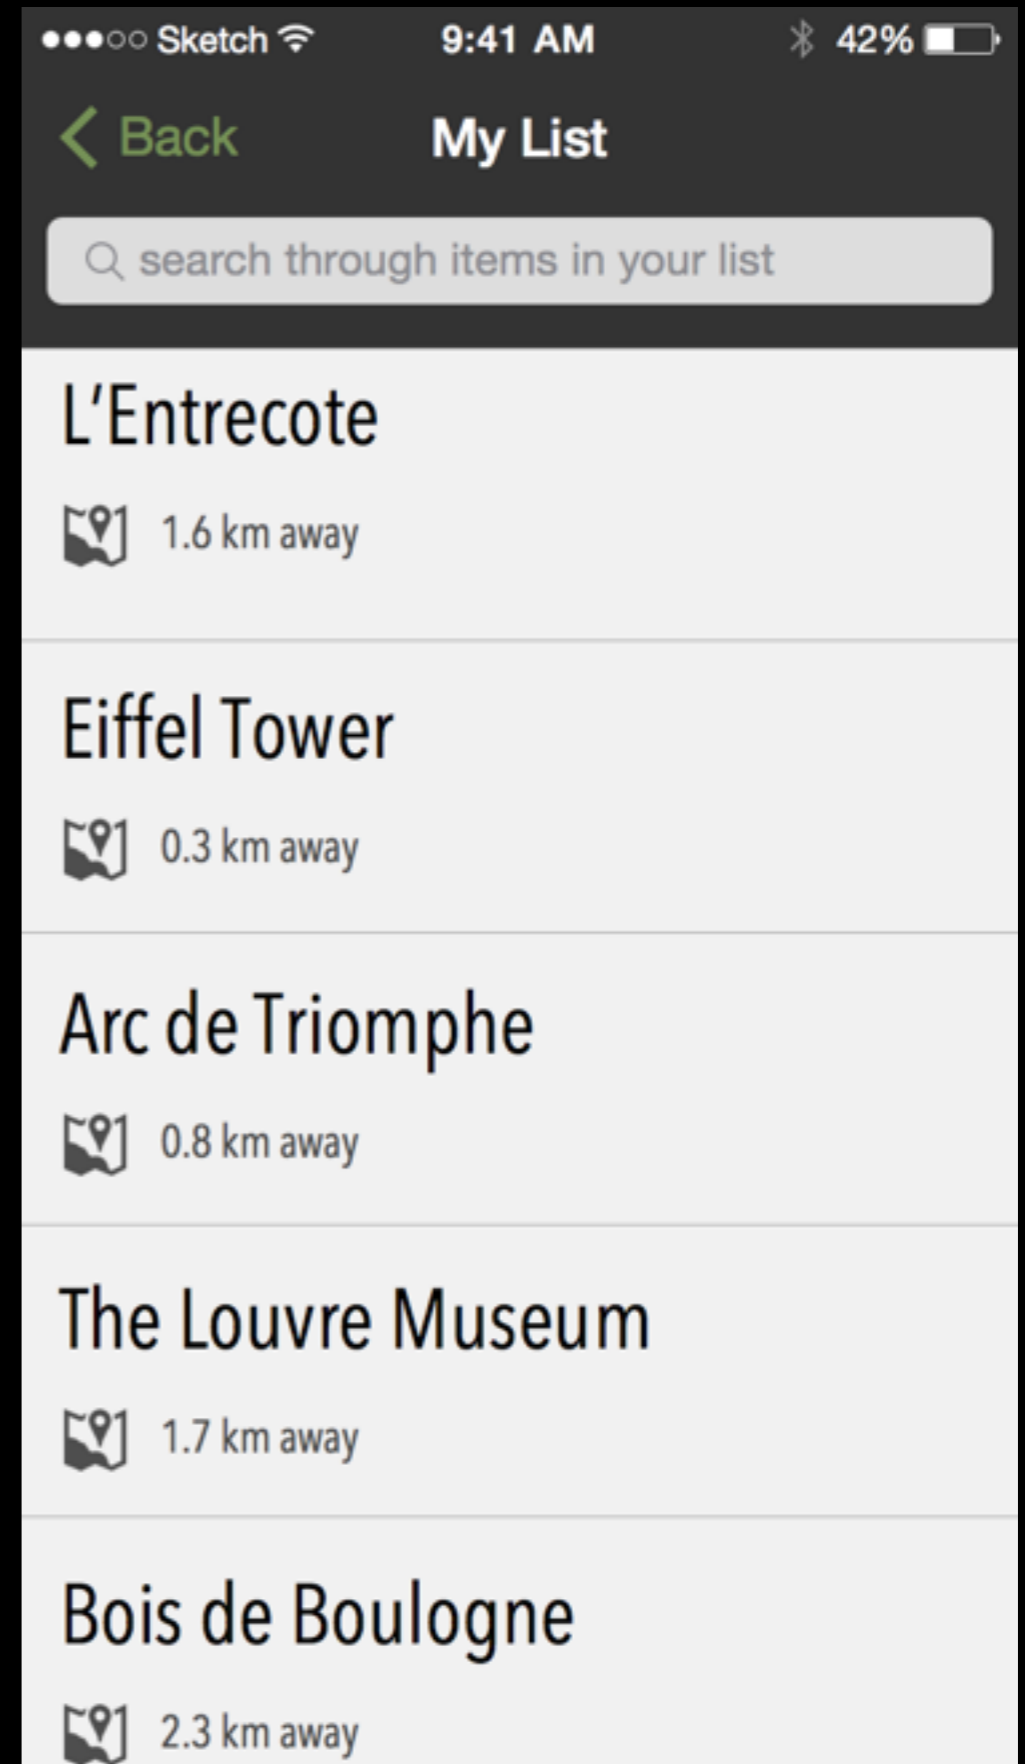 Sketch 9:41 AM 42%
Back My List
search through items in your list
L’Entrecote
1.6 km away
Eiffel Tower
0.3 km away
Arc de Triomphe
0.8 km away
The Louvre Museum
1.7 km away
Bois de Boulogne
2.3 km away